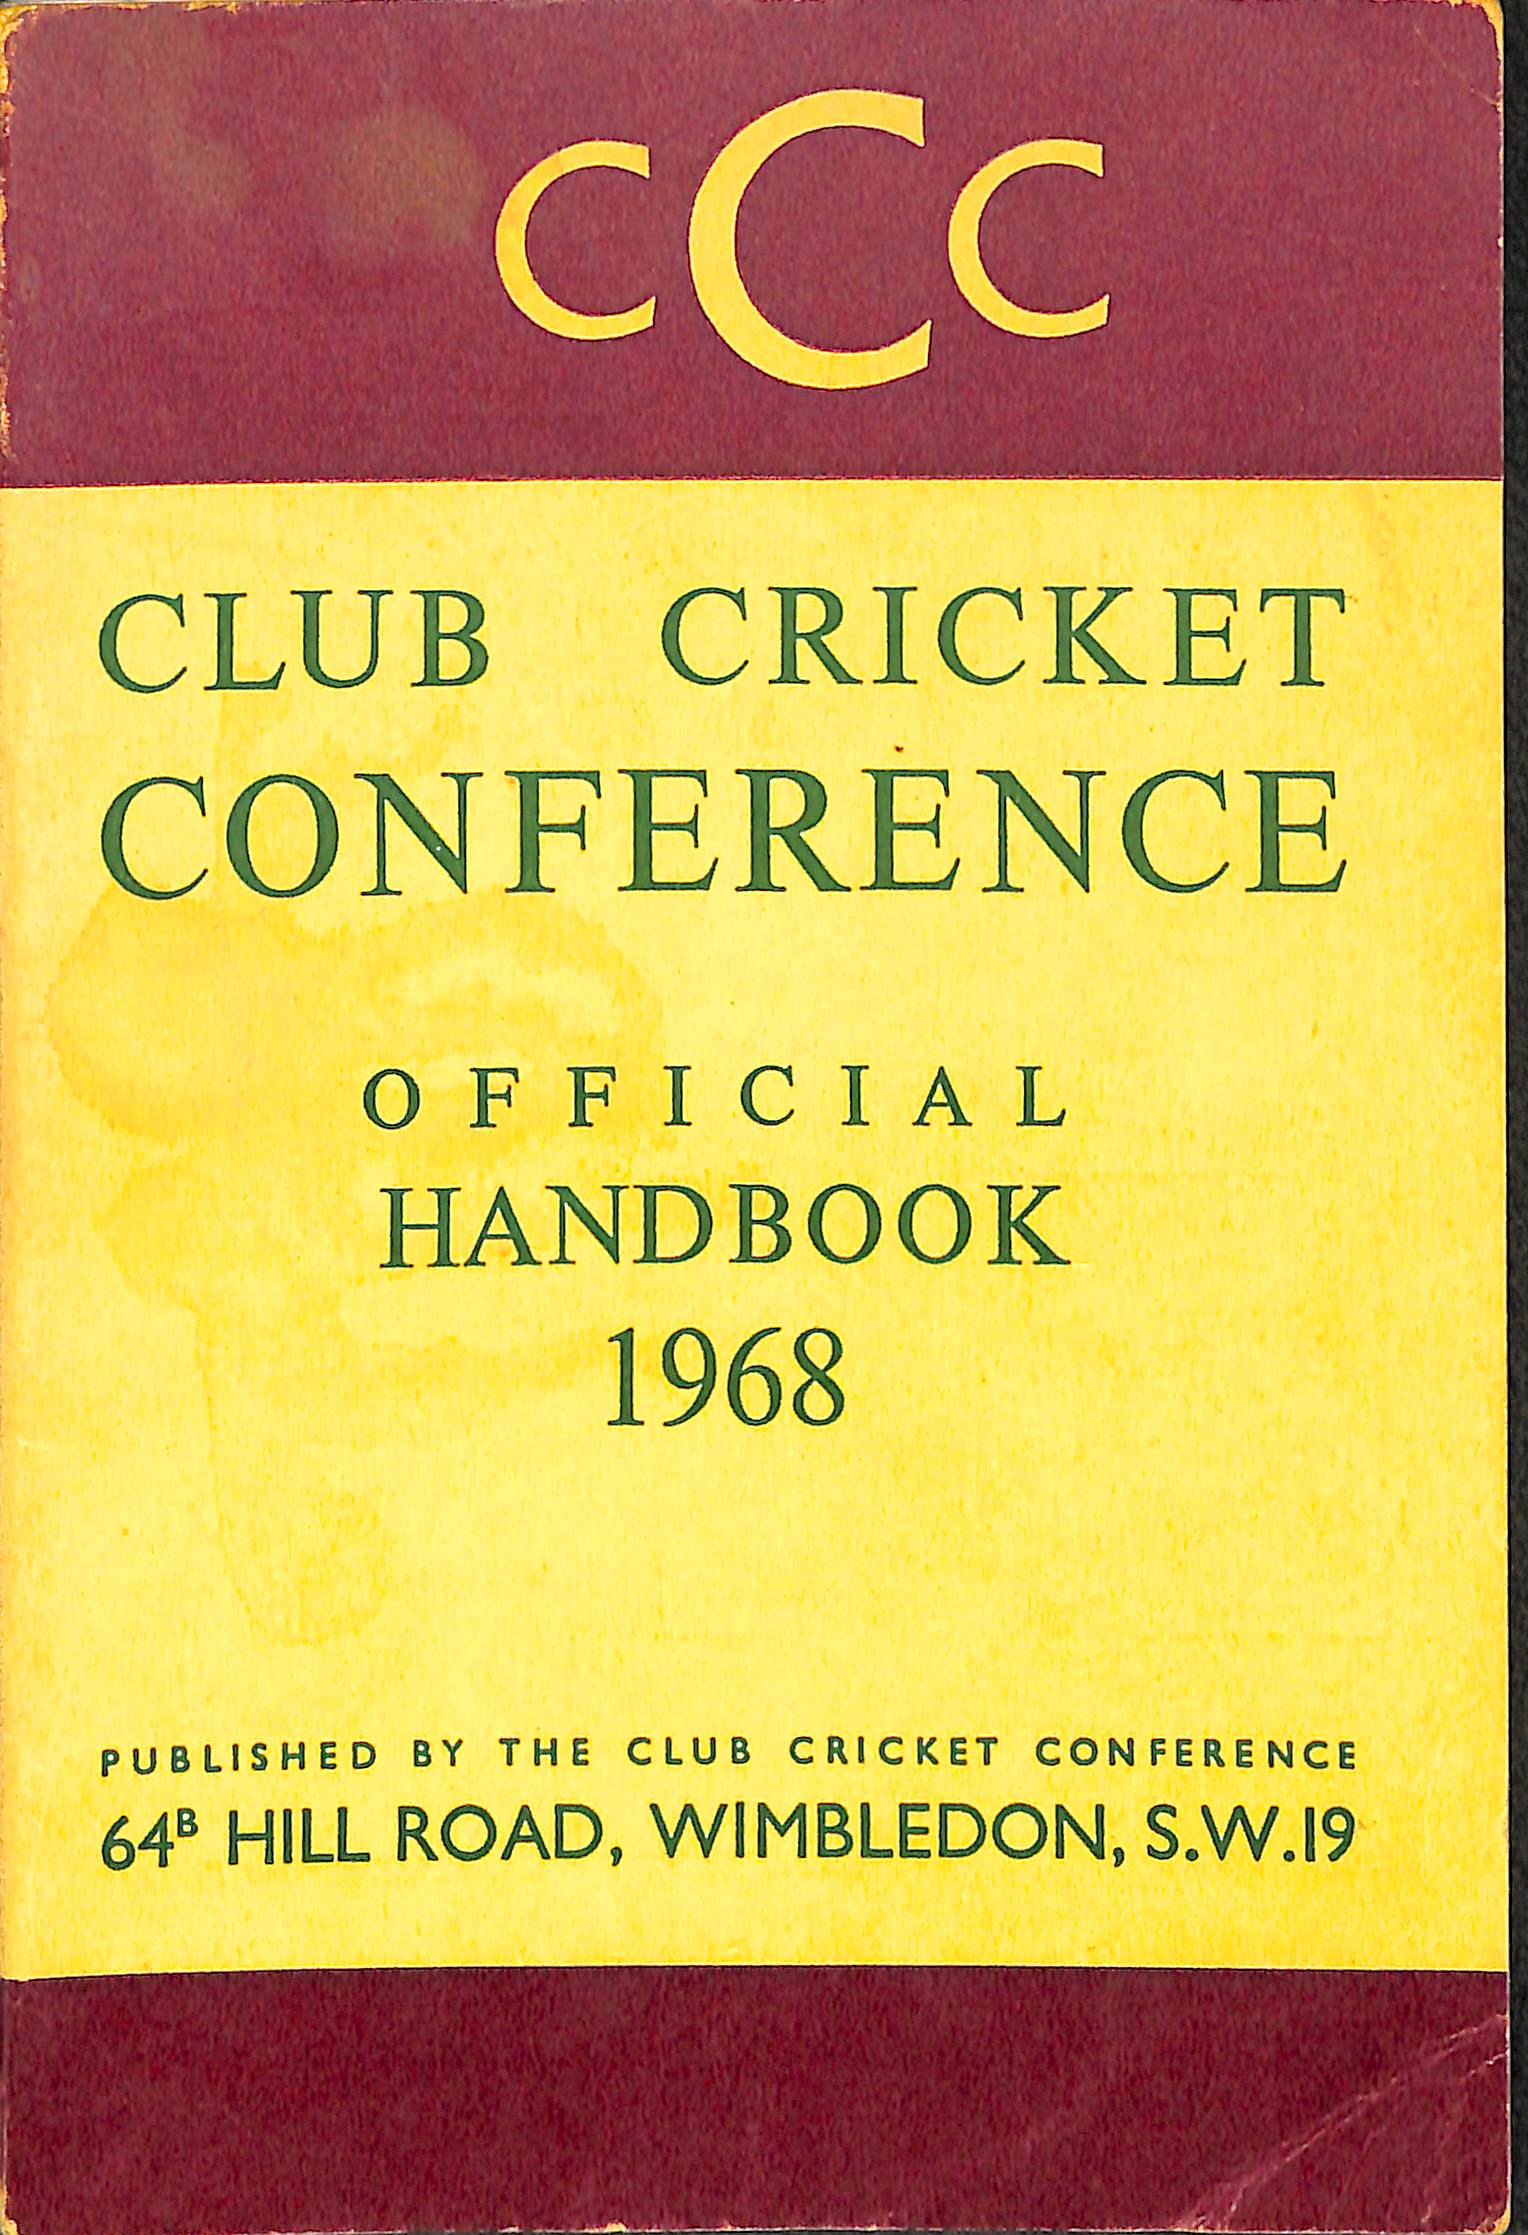 CCC
CLUB CRICKET
CONFERENCE
OFFICIAL
HANDBOOK
1968
PUBLISHED BY THE CLUB CRICKET CONFERENCE
64B HILL ROAD, WIMBLEDON, S.W.19